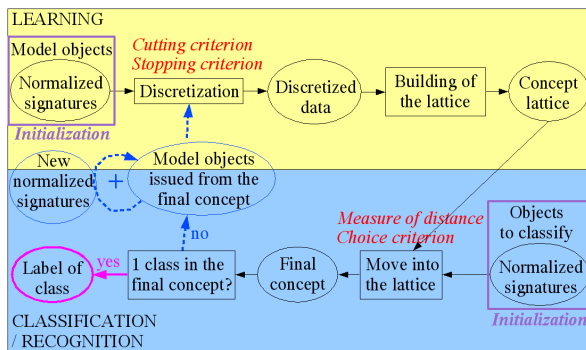 LEARNING
Model objects
Normalized
signatures
Initialization
Cutting criterion
Stopping criterion
Discretization
Discretized
data
Building of
the lattice
Concept
lattice
New
normalized
signatures
+
Model objects
issued from the
final concept
no
Measure of distance
Choice criterion
Objects
to classify
Normalized
signatures
Initialization
Move into
the lattice
Final
concept
1 class in the
final concept?
yes
Label of
class
CLASSIFICATION
/ RECOGNITION